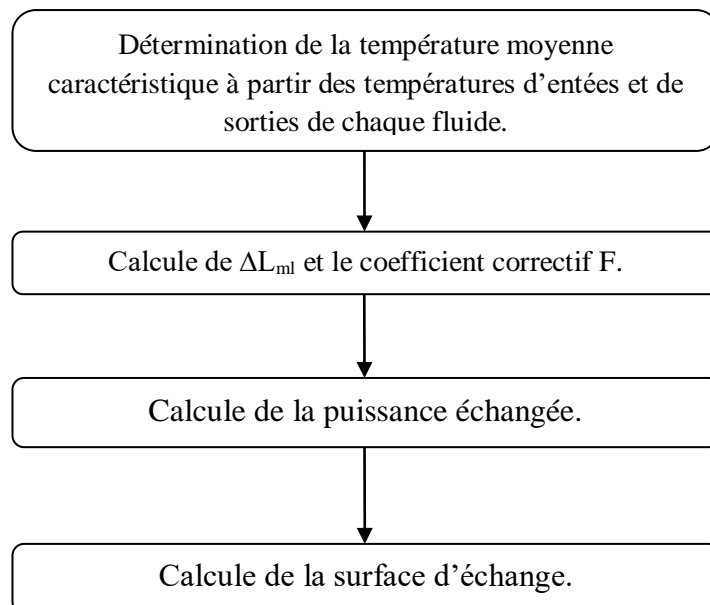 Détermination de la température moyenne
caractéristique à partir des températures d’entées et de
sorties de chaque fluide.
Calcule de ΔLml et le coefficient correctif F.
Calcule de la puissance échangée.
Calcule de la surface d’échange.